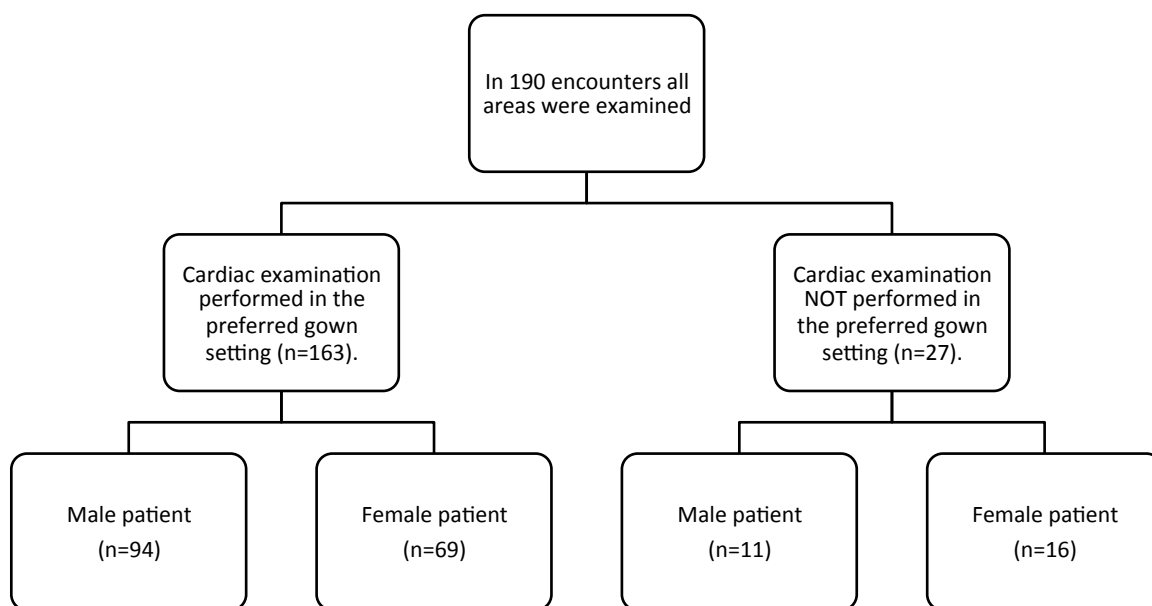 In 190 encounters all
areas were examined
Cardiac examination
performed in the
preferred gown
setting (n=163).
Cardiac examination
NOT performed in
the preferred gown
setting (n=27).
Male patient
(n=94)
Female patient
(n=69)
Male patient
(n=11)
Female patient
(n=16)